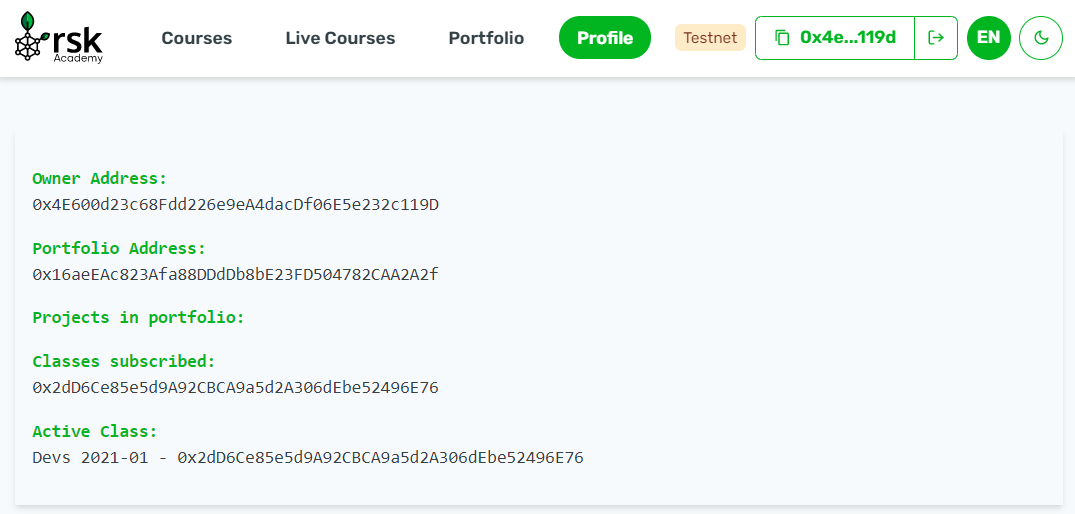 rsk
Academy
Courses
Live Courses
Portfolio
Profile
Testnet
0x4e...119d
EN
Owner Address:
0x4E600d23c68Fdd226e9eA4dacDf06E5e232c119D
Portfolio Address:
0x16aeEAc823Afa88DDdDb8bE23FD504782CAA2A2f
Projects in portfolio:
Classes subscribed:
0x2dD6Ce85e5d9A92CBCA9a5d2A306dEbe52496E76
Active Class:
Devs 2021-01 - 0x2dD6Ce85e5d9A92CBCA9a5d2A306dEbe52496E76